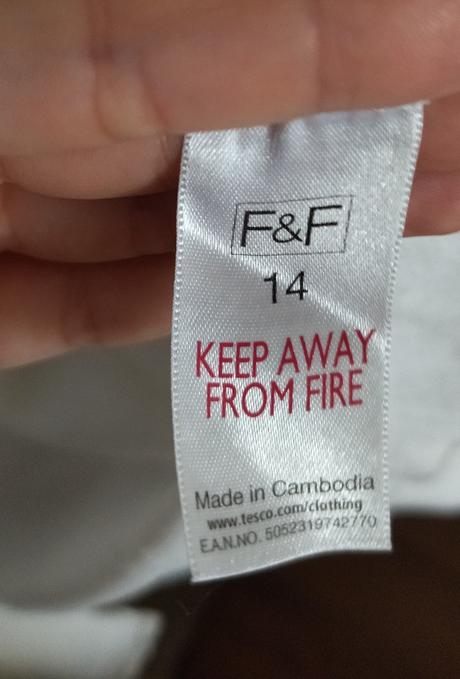 F&F
14
KEEP AWAY
FROM FIRE
Made in Cambodia
www.tesco.com/clothing
E.A.N.NO. 5052319742770